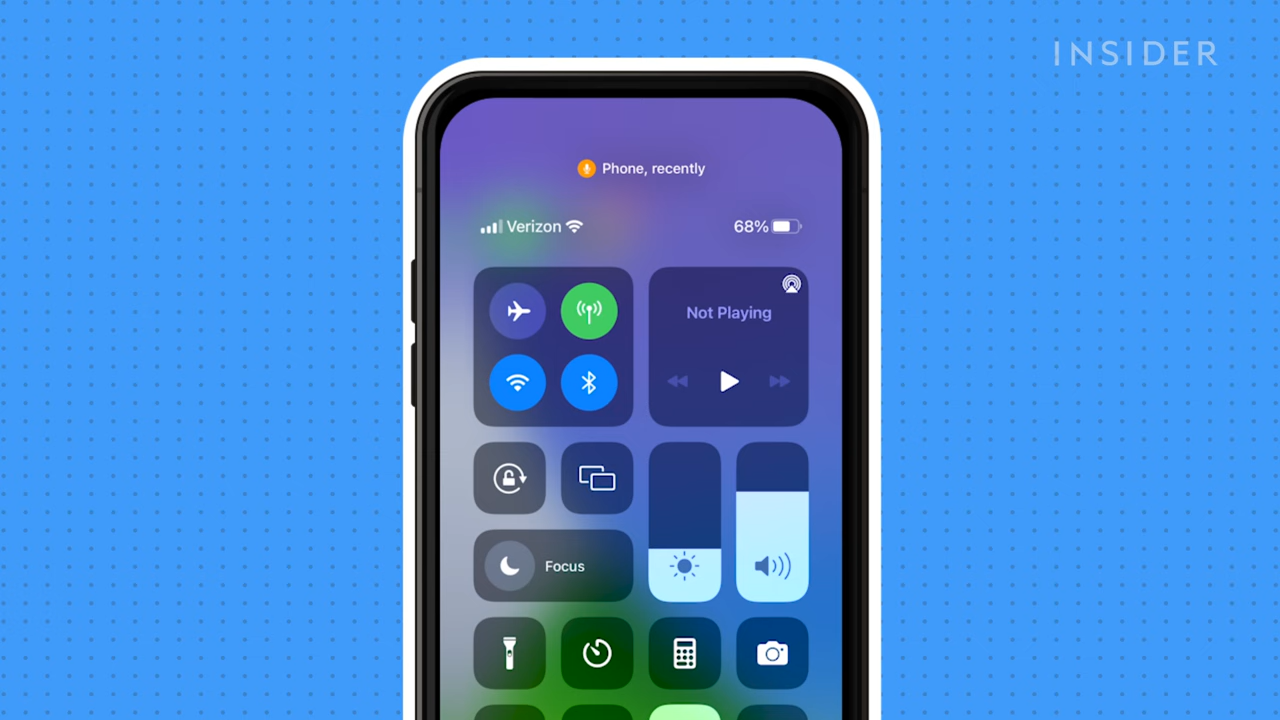 INSIDER
Phone, recently
Verizon
68%
Not Playing
Focus